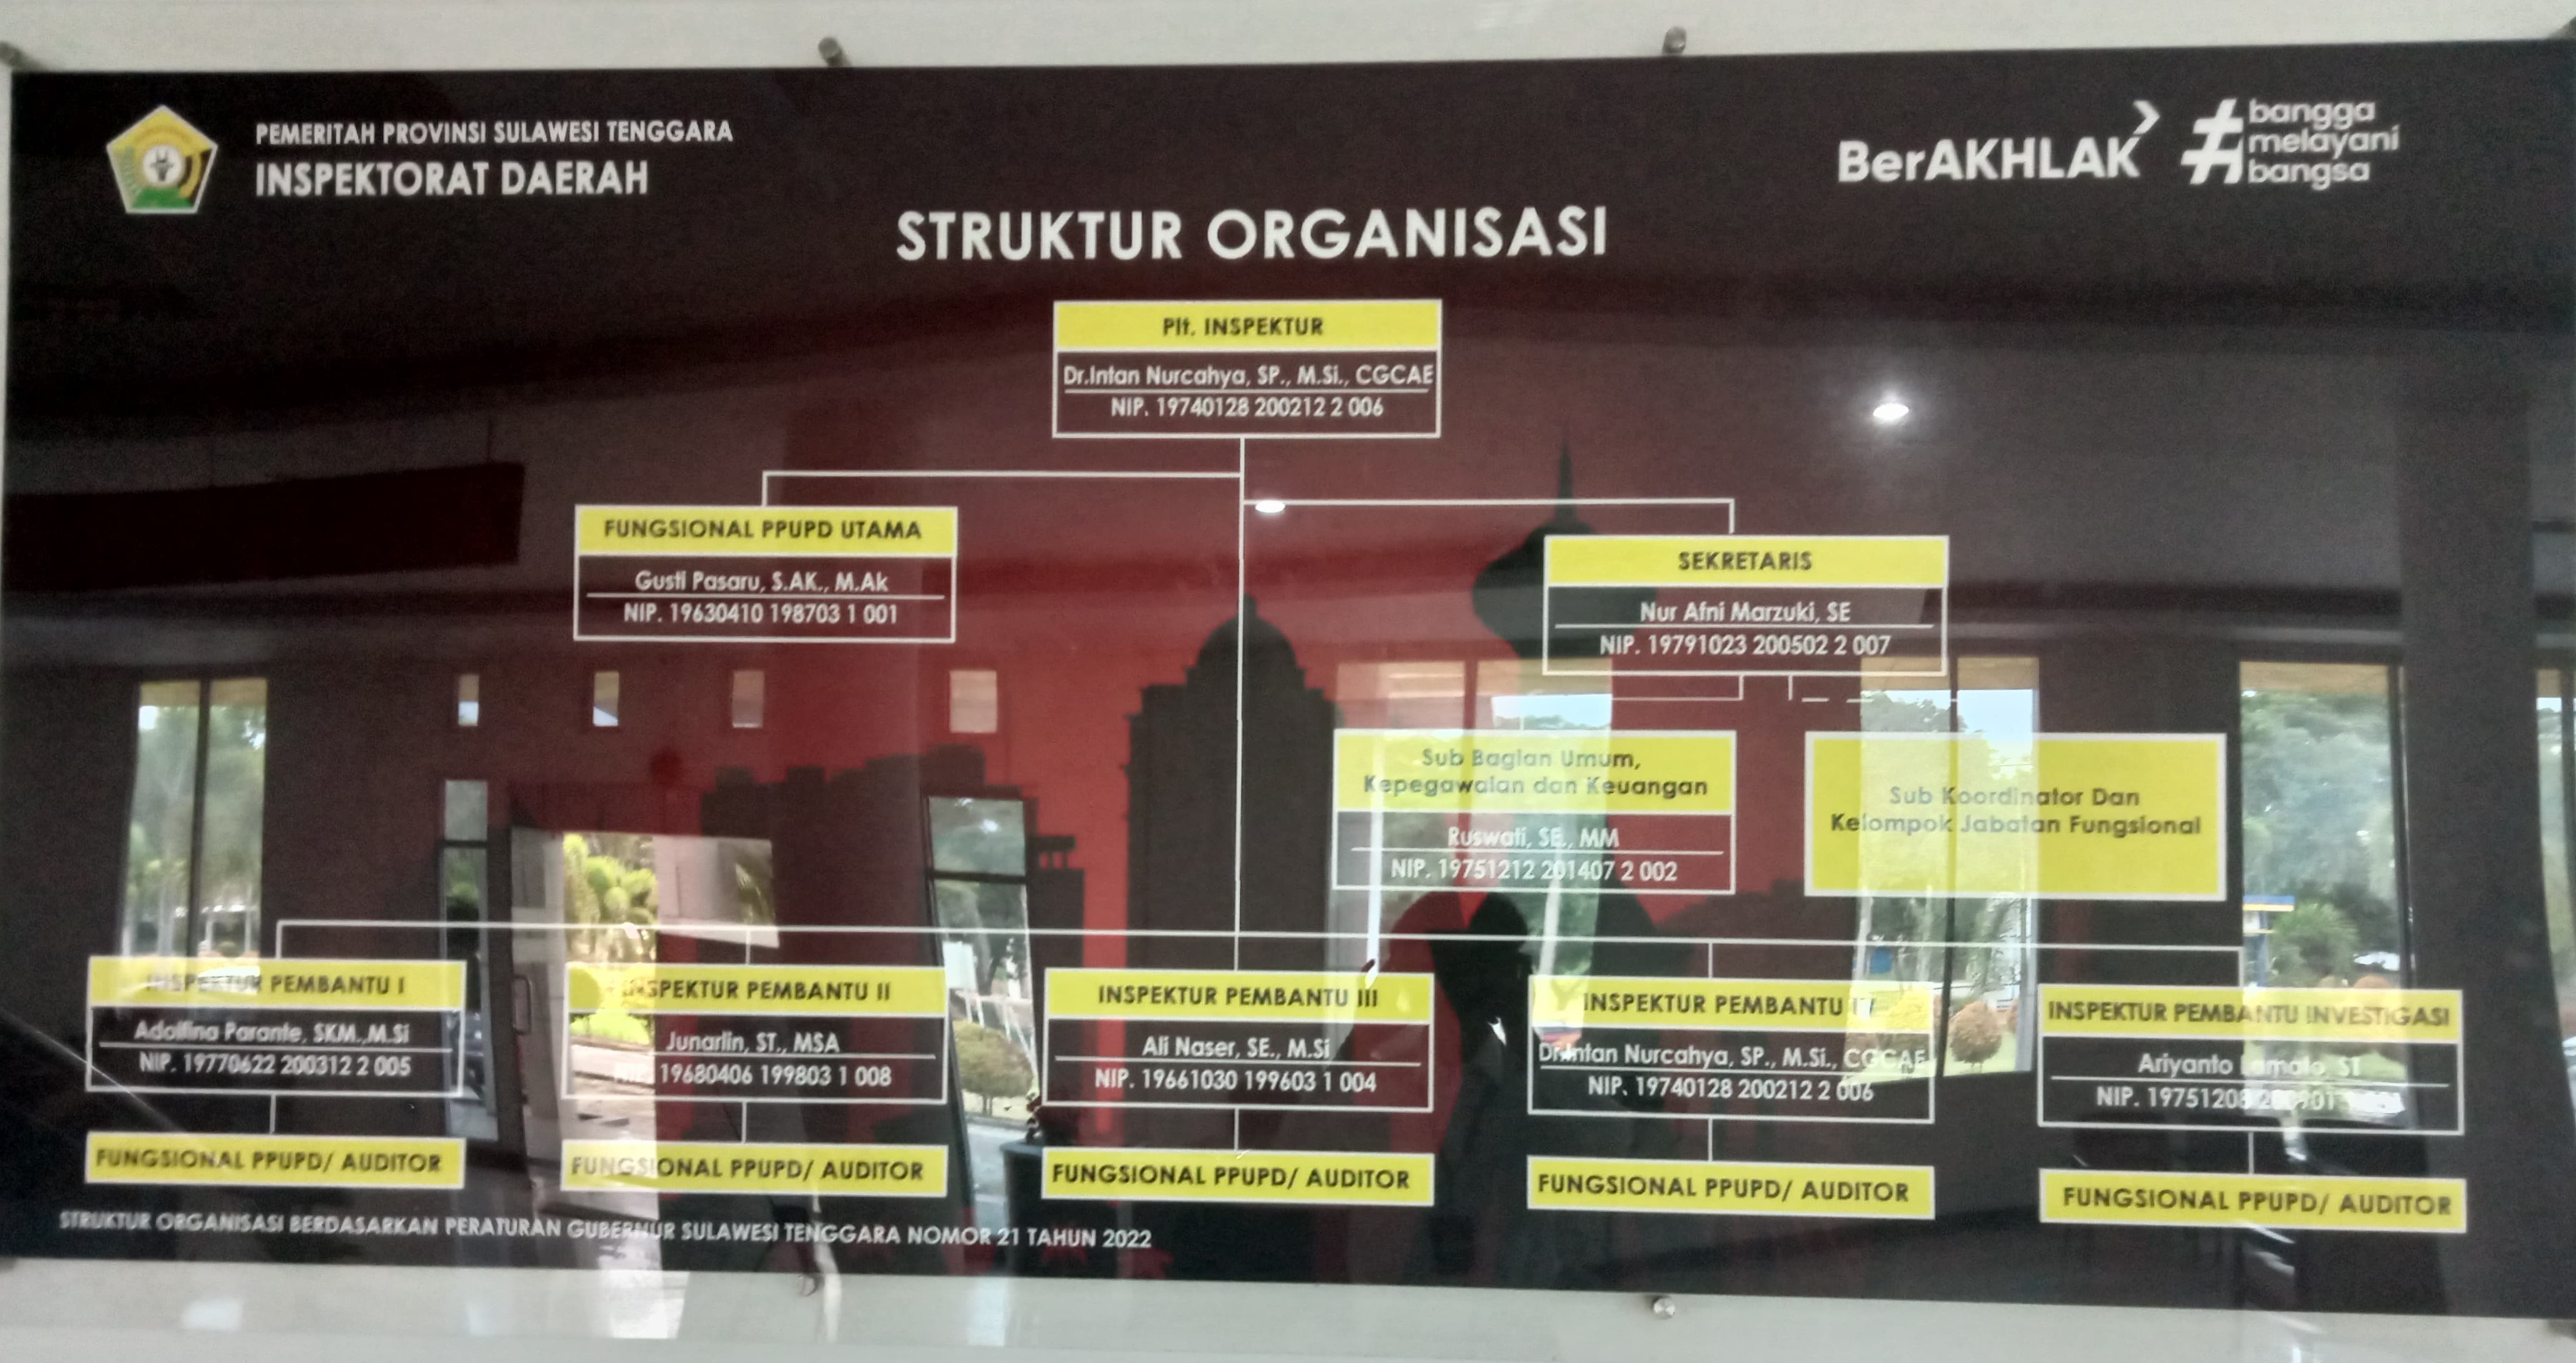 PEMERITAH PROVINSI SULAWESI TENGGARA
INSPEKTORAT DAERAH
BerAKHLAK
#bangga
melayani
bangsa
STRUKTUR ORGANISASI
Plt. INSPEKTUR
Dr.Intan Nurcahya, SP., M.Si., CGCAE
NIP. 19740128 200212 2 006
FUNGSIONAL PPUPD UTAMA
Gusti Pasaru, S.AK., M.Ak
NIP. 19630410 198703 1 001
SEKRETARIS
Nur Afni Marzuki, SE
NIP. 19791023 200502 2 007
Sub Bagian Umum,
Kepegawaian dan Keuangan
Ruswati, SE., MM
NIP. 19751212 201407 2 002
Sub Koordinator Dan
Kelompok Jabatan Fungsional
INSPEKTUR PEMBANTU I
Adolfina Parante, SKM.,M.Si
NIP. 19770622 200312 2 005
FUNGSIONAL PPUPD/ AUDITOR
INSPEKTUR PEMBANTU II
Junarlin, ST., MSA
19680406 199803 1 008
FUNGSIONAL PPUPD/ AUDITOR
INSPEKTUR PEMBANTU III
Ali Naser, SE., M.Si
NIP. 19661030 199603 1 004
FUNGSIONAL PPUPD/ AUDITOR
INSPEKTUR PEMBANTU IV
Dr.Intan Nurcahya, SP., M.Si., CGCAE
NIP. 19740128 200212 2 006
FUNGSIONAL PPUPD/ AUDITOR
INSPEKTUR PEMBANTU INVESTIGASI
Ariyanto ST
NIP.
FUNGSIONAL PPUPD/ AUDITOR
STRUKTUR ORGANISASI BERDASARKAN PERATURAN GUBERNUR SULAWESI TENGGARA NOMOR 21 TAHUN 2022